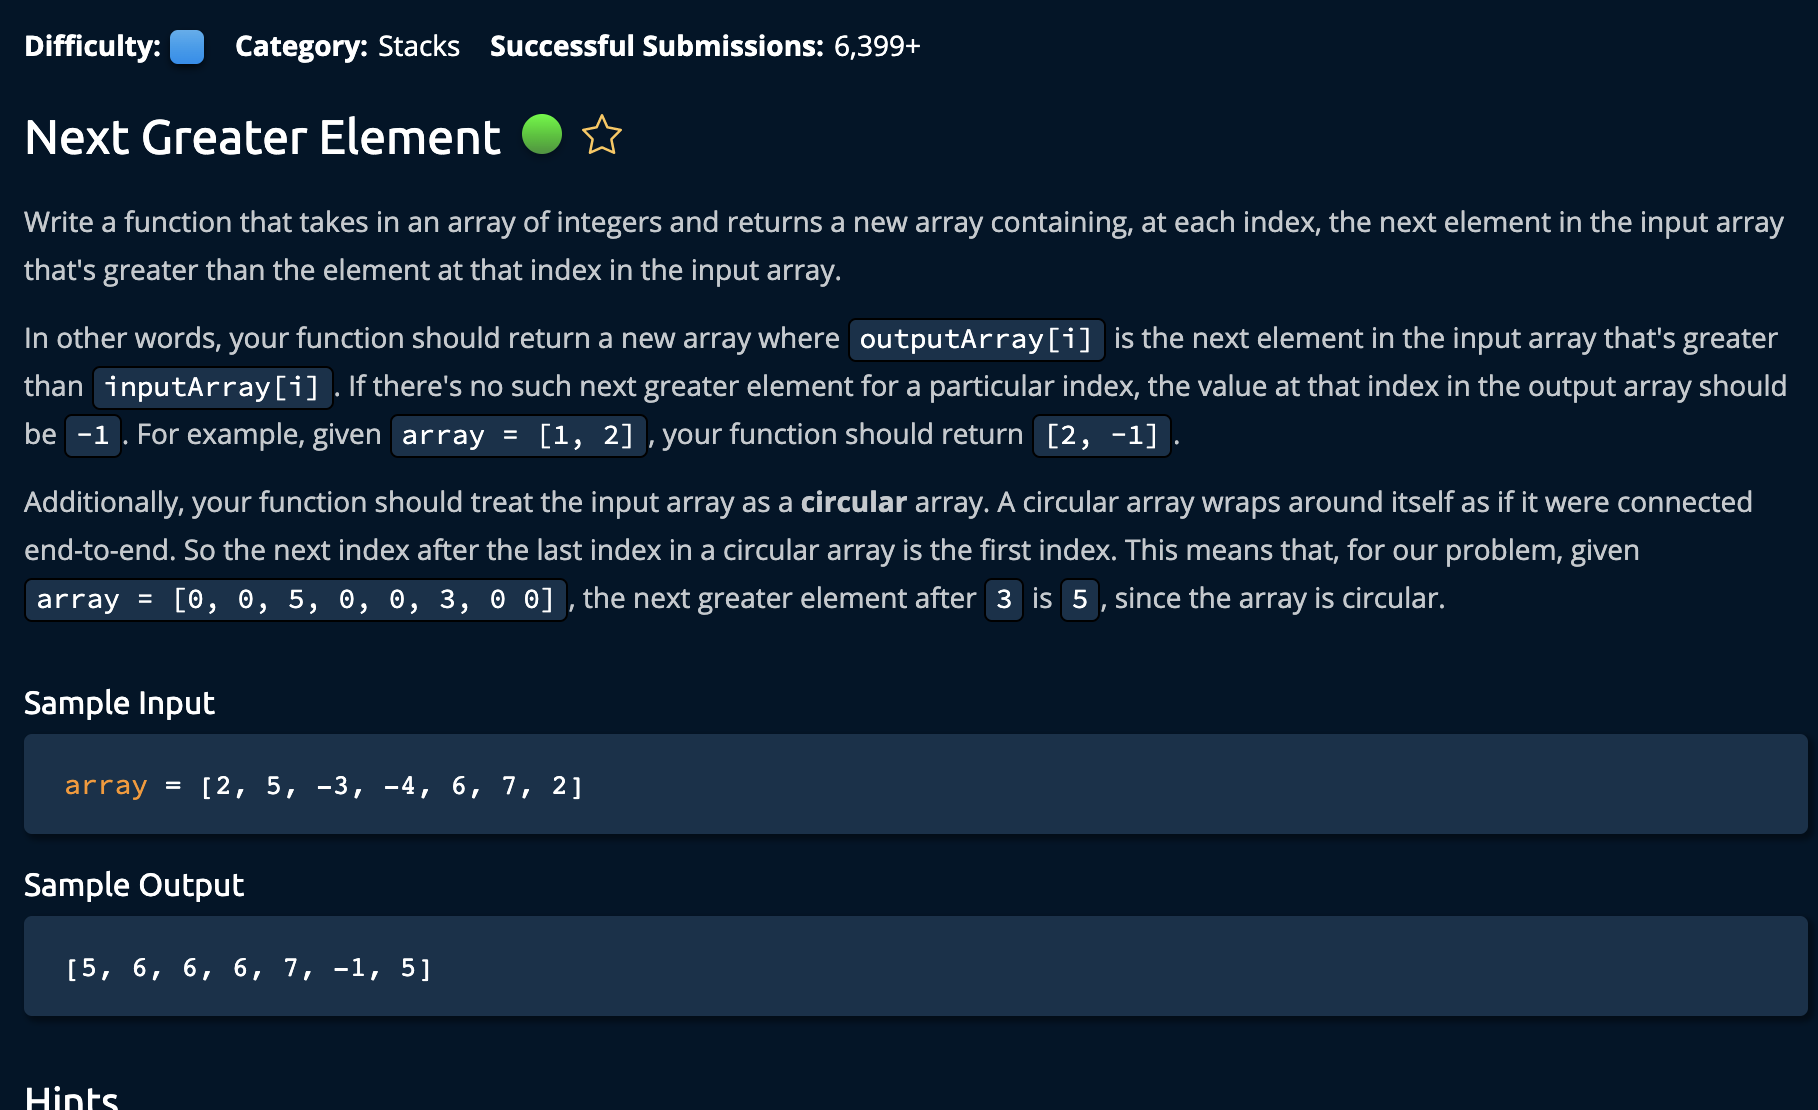 Difficulty: Category: Stacks Successful Submissions: 6,399+
Next Greater Element
Write a function that takes in an array of integers and returns a new array containing, at each index, the next element in the input array
that's greater than the element at that index in the input array.
In other words, your function should return a new array where outputArray[i] is the next element in the input array that's greater
than inputArray[i]. If there's no such next greater element for a particular index, the value at that index in the output array should
be -1. For example, given array = [1, 2], your function should return [2, -1].
Additionally, your function should treat the input array as a circular array. A circular array wraps around itself as if it were connected
end-to-end. So the next index after the last index in a circular array is the first index. This means that, for our problem, given
array = [0, 0, 5, 0, 0, 3, 0 0], the next greater element after 3 is 5, since the array is circular.
Sample Input
array = [2, 5, -3, -4, 6, 7, 2]
Sample Output
[5, 6, 6, 6, 7, -1, 5]
Hints